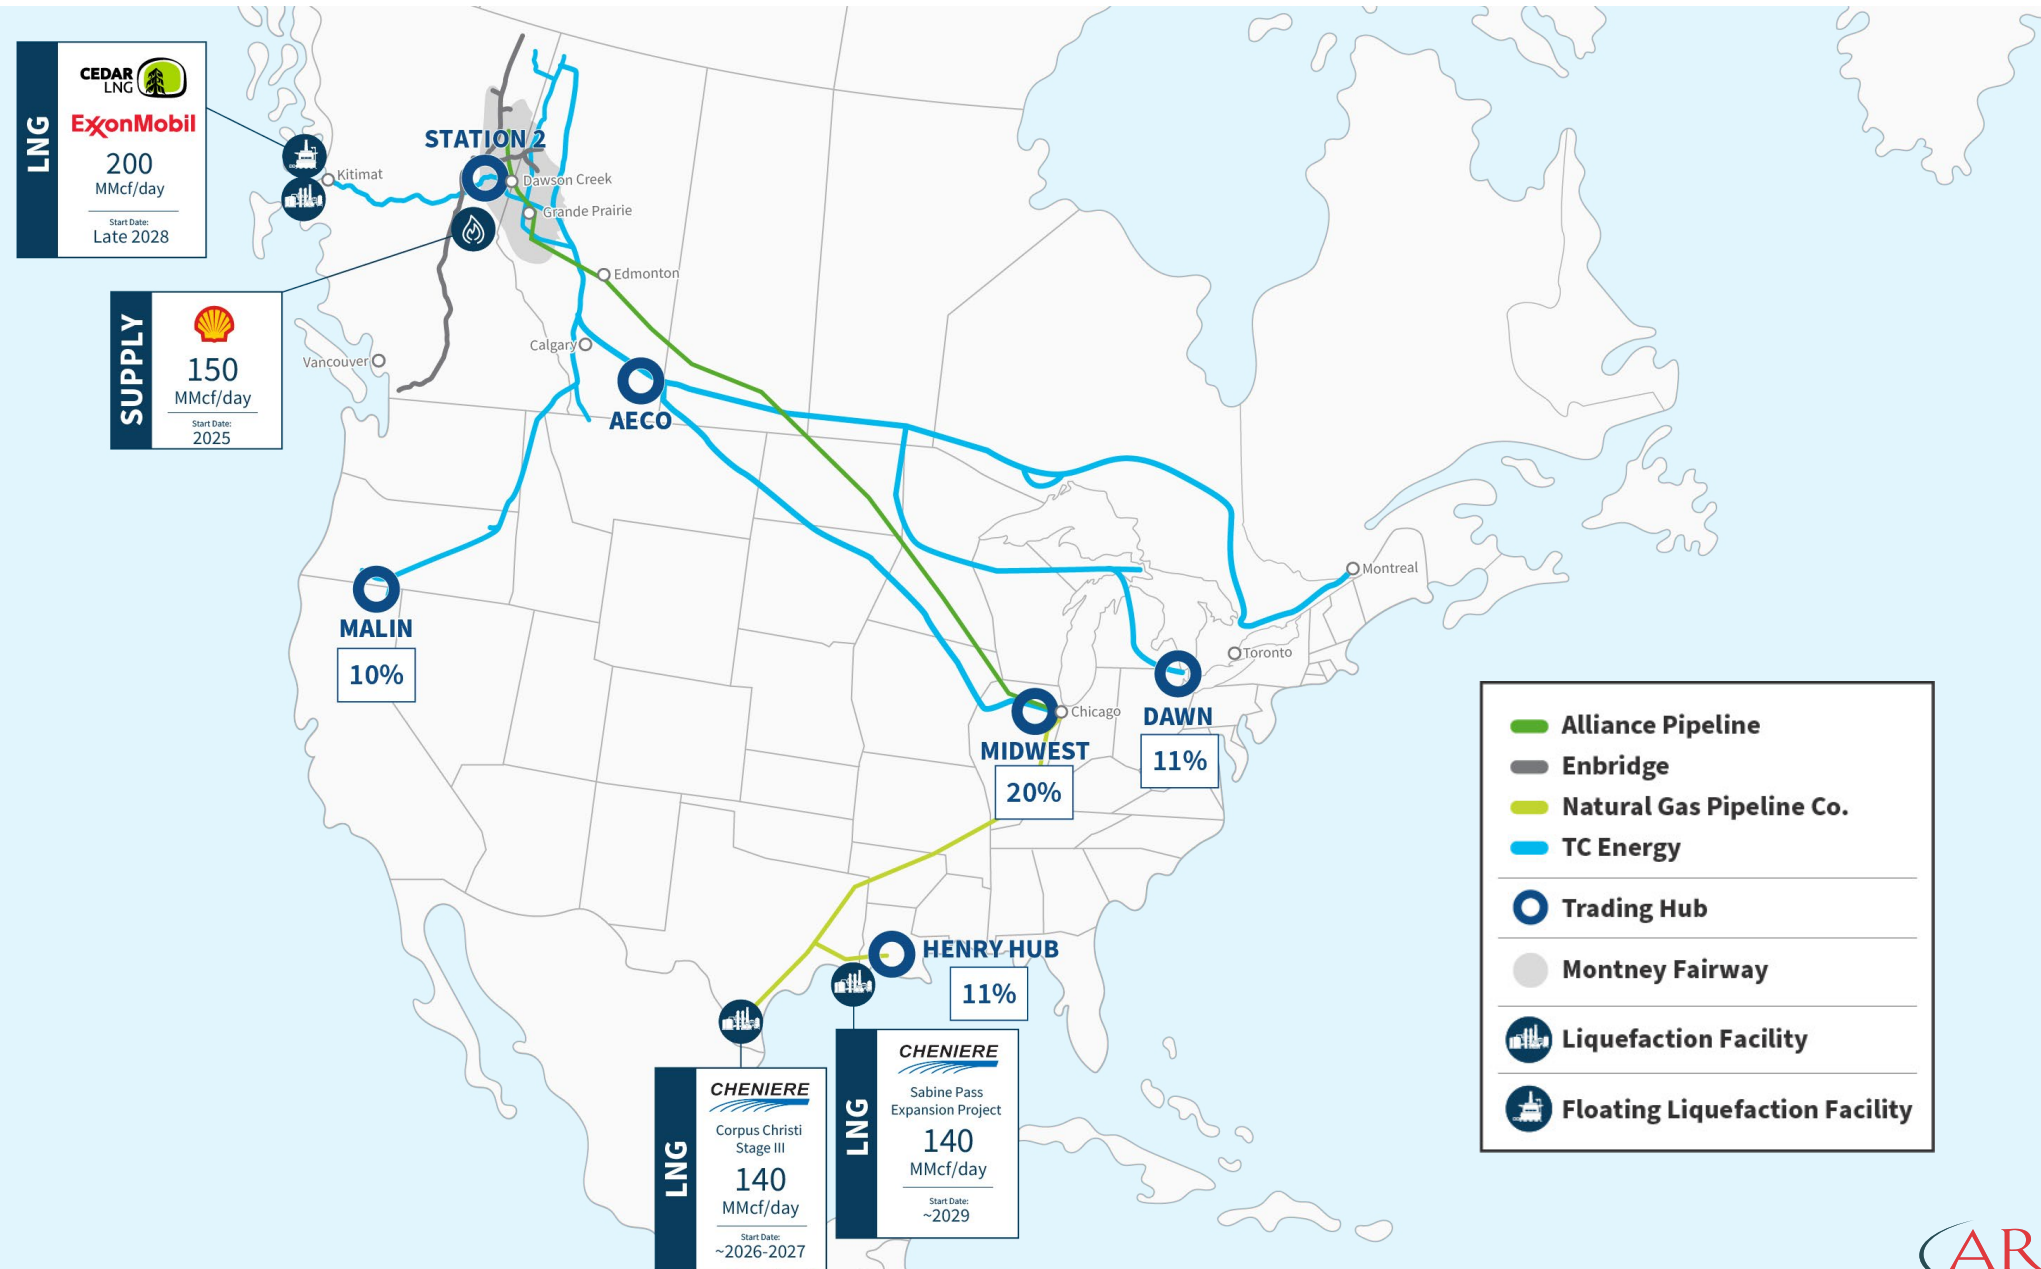 LNG
CEDAR
LNG
ExxonMobil
200
MMcf/day
Start Date:
Late 2028
STATION 2
Kitimat
Dawson Creek
Grande Prairie
Edmonton
SUPPLY
150
MMcf/day
Start Date:
2025
Vancouver
Calgary
AECO
MALIN
10%
Montreal
Toronto
Chicago
MIDWEST
20%
DAWN
11%
HENRY HUB
11%
LNG
CHENIERE
Corpus Christi
Stage III
140
MMcf/day
Start Date:
~2026-2027
LNG
CHENIERE
Sabine Pass
Expansion Project
140
MMcf/day
Start Date:
~2029
Alliance Pipeline
Enbridge
Natural Gas Pipeline Co.
TC Energy
Trading Hub
Montney Fairway
Liquefaction Facility
Floating Liquefaction Facility
AR